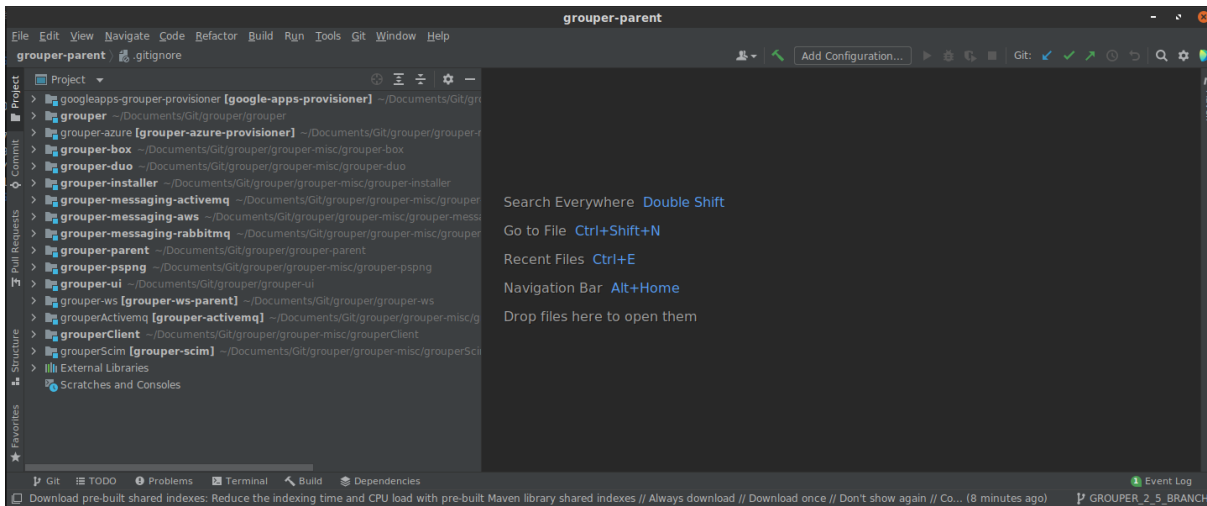 grouper-parent
File Edit View Navigate Code Refactor Build Run Tools Git Window Help
grouper-parent .gitignore
Add Configuration...
Git:
Project
googleapps-grouper-provisioner [google-apps-provisioner] ~/Documents/Git/gro
grouper ~/Documents/Git/grouper/grouper
grouper-azure [grouper-azure-provisioner] ~/Documents/Git/grouper/grouper-
grouper-box ~/Documents/Git/grouper/grouper-misc/grouper-box
grouper-duo ~/Documents/Git/grouper/grouper-misc/grouper-duo
grouper-installer ~/Documents/Git/grouper/grouper-misc/grouper-installer
grouper-messaging-activemq ~/Documents/Git/grouper/grouper-misc/grouper
grouper-messaging-aws ~/Documents/Git/grouper/grouper-misc/grouper-mess
grouper-messaging-rabbitmq ~/Documents/Git/grouper/grouper-misc/grouper
grouper-parent ~/Documents/Git/grouper/grouper-parent
grouper-pspng ~/Documents/Git/grouper/grouper-misc/grouper-pspng
grouper-ui ~/Documents/Git/grouper/grouper-ui
grouper-ws [grouper-ws-parent] ~/Documents/Git/grouper/grouper-ws
grouperActivemq [grouper-activemq] ~/Documents/Git/grouper/grouper-misc/g
grouperClient ~/Documents/Git/grouper/grouper-misc/grouperClient
grouperScim [grouper-scim] ~/Documents/Git/grouper/grouper-misc/grouperSci
External Libraries
Scratches and Consoles
Project
Commit
Pull Requests
Structure
Favorites
Search Everywhere Double Shift
Go to File Ctrl+Shift+N
Recent Files Ctrl+E
Navigation Bar Alt+Home
Drop files here to open them
Git TODO Problems Terminal Build Dependencies
1 Event Log
Download pre-built shared indexes: Reduce the indexing time and CPU load with pre-built Maven library shared indexes // Always download // Download once // Don't show again // Co... (8 minutes ago)
GROUPER_2_5_BRANCH